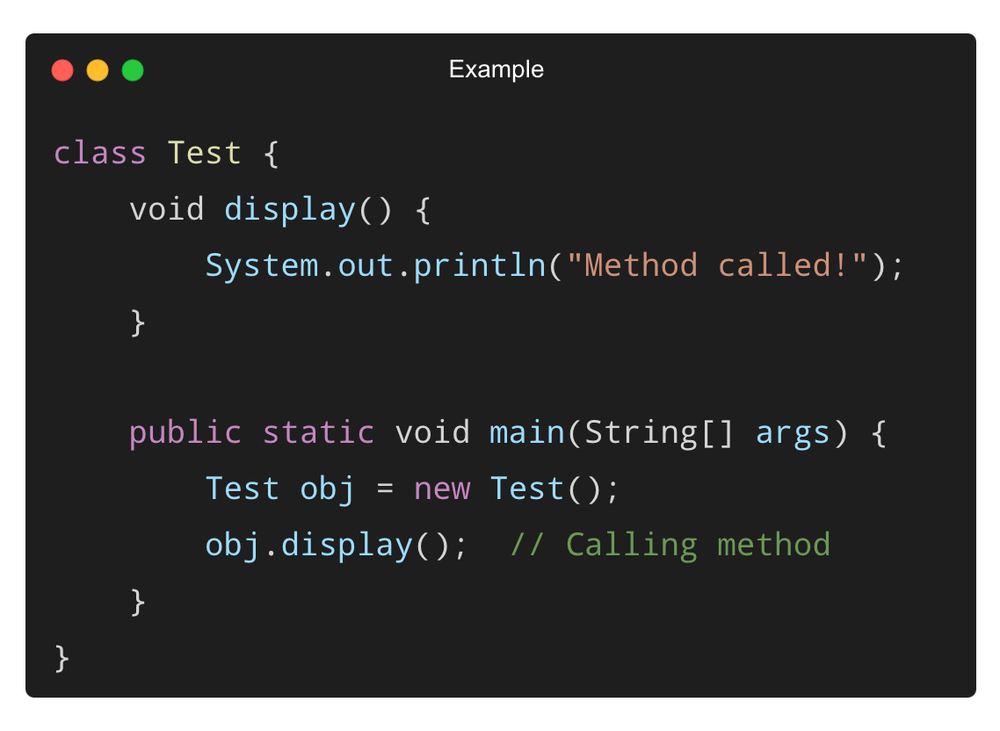 Example
class Test {
    void display() {
        System.out.println("Method called!");
    }

    public static void main(String[] args) {
        Test obj = new Test();
        obj.display();  // Calling method
    }
}